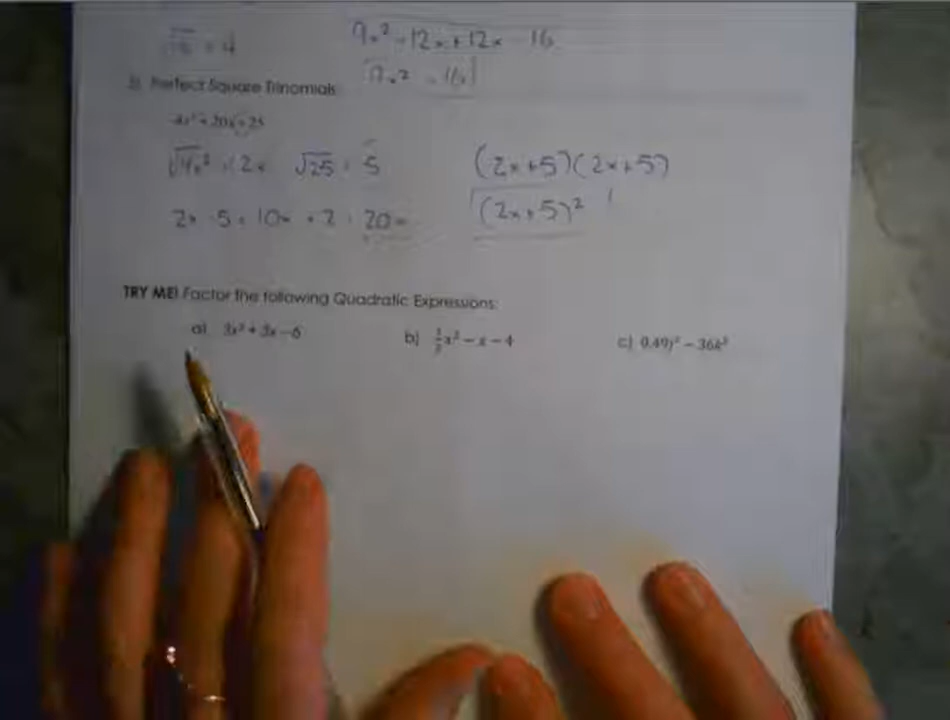 √16 = 4
9x² - 12x + 12x - 16
9x² - 16
3) Perfect Square Trinomials
4x² + 20x + 25
√4x² = 2x √25 = 5 (2x+5)(2x+5)
2x · 5 = 10x × 2 = 20x (2x+5)²
TRY ME! Factor the following Quadratic Expressions:
a) 3x² + 3x − 6 b) ½x² − x − 4 c) 0.49j² − 36k²